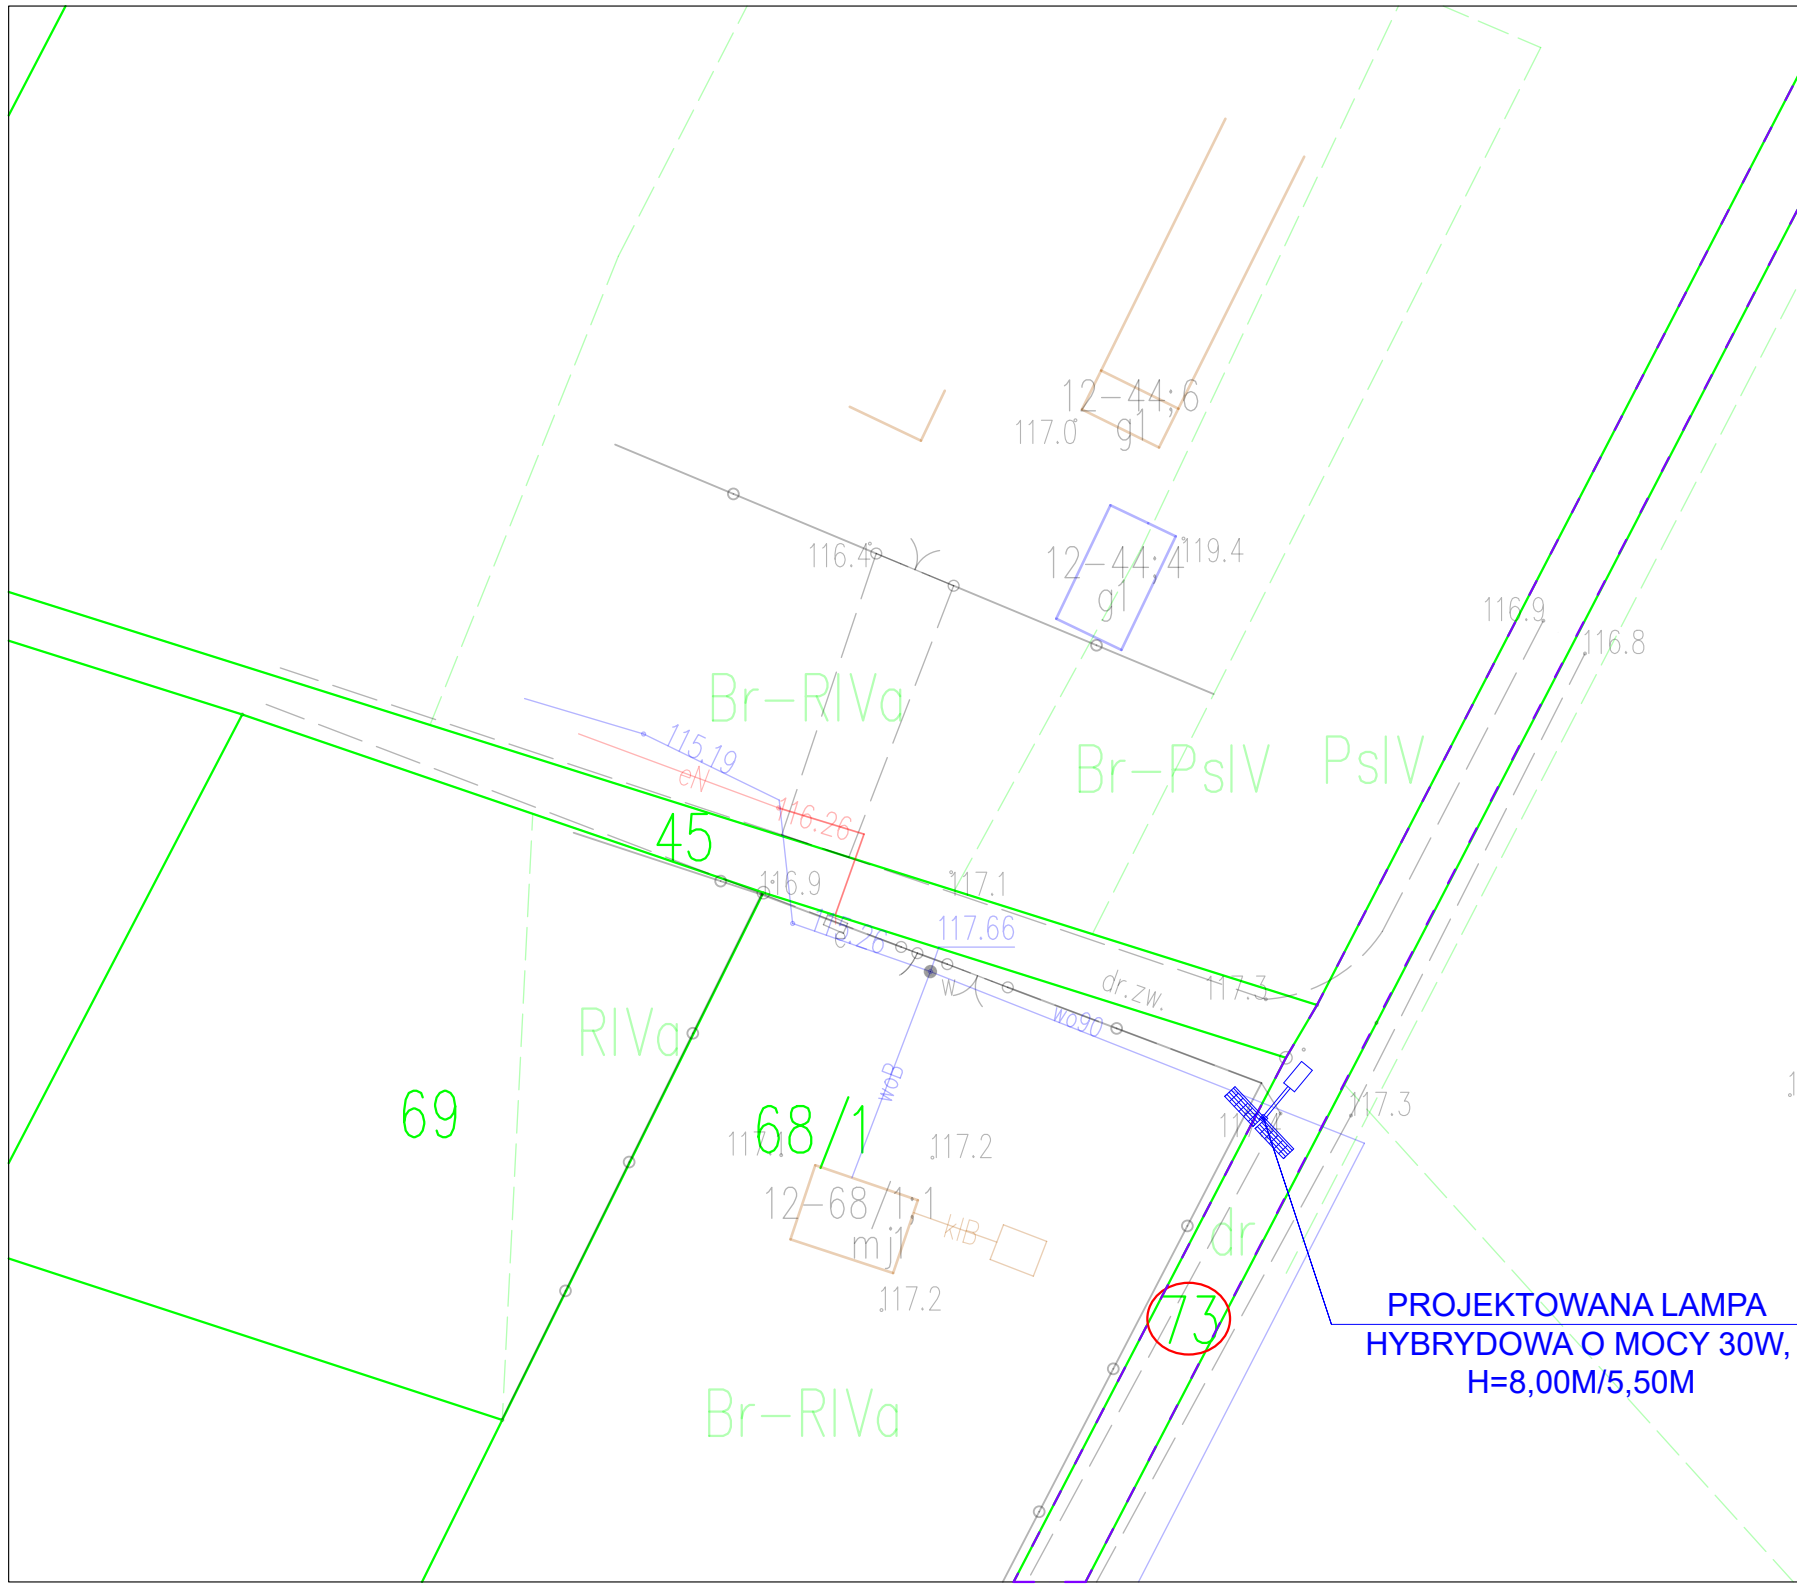 12-44;6
g1
117.0
116.4
12-44;4
g1
119.4
116.9
116.8
Br-RIVa
115.19
eN
Br-PsIV
PsIV
116.26
45
116.9
117.1
117.66
w
dr.zw.
117.3
wo90
RIVa
woB
69
68/1
117.3
117.1
117.2
12-68/1;1
mj1
kIB
dr
117.2
73
PROJEKTOWANA LAMPA
HYBRYDOWA O MOCY 30W,
H=8,00M/5,50M
Br-RIVa